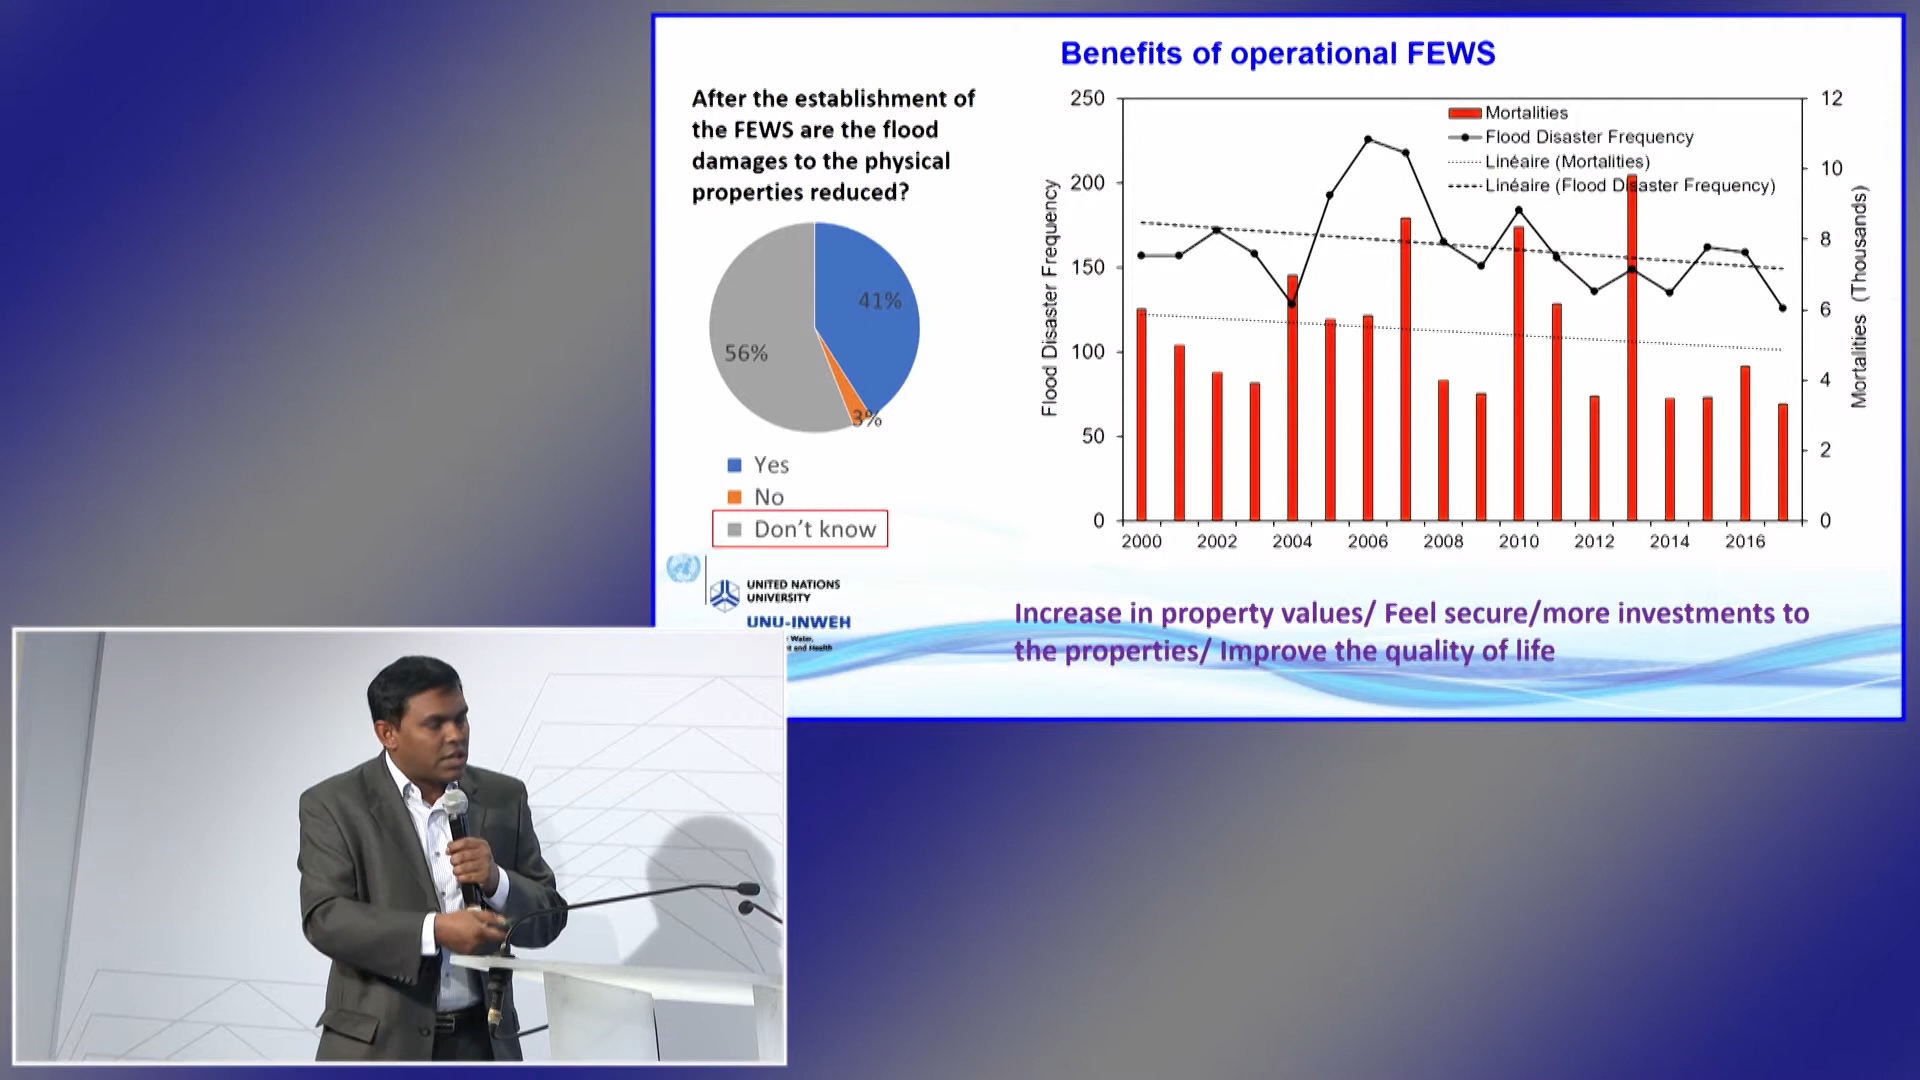 Benefits of operational FEWS
After the establishment of
the FEWS are the flood
damages to the physical
properties reduced?
41%
56%
3%
Yes
No
Don't know
UNITED NATIONS
UNIVERSITY
UNU-INWEH
Water,
and Health
Flood Disaster Frequency
250
200
150
100
50
0
Mortalities
Flood Disaster Frequency
Linéaire (Mortalities)
Linéaire (Flood Disaster Frequency)
12
10
8
6
4
2
0
Mortalities (Thousands)
2000 2002 2004 2006 2008 2010 2012 2014 2016
Increase in property values/ Feel secure/more investments to
the properties/ Improve the quality of life